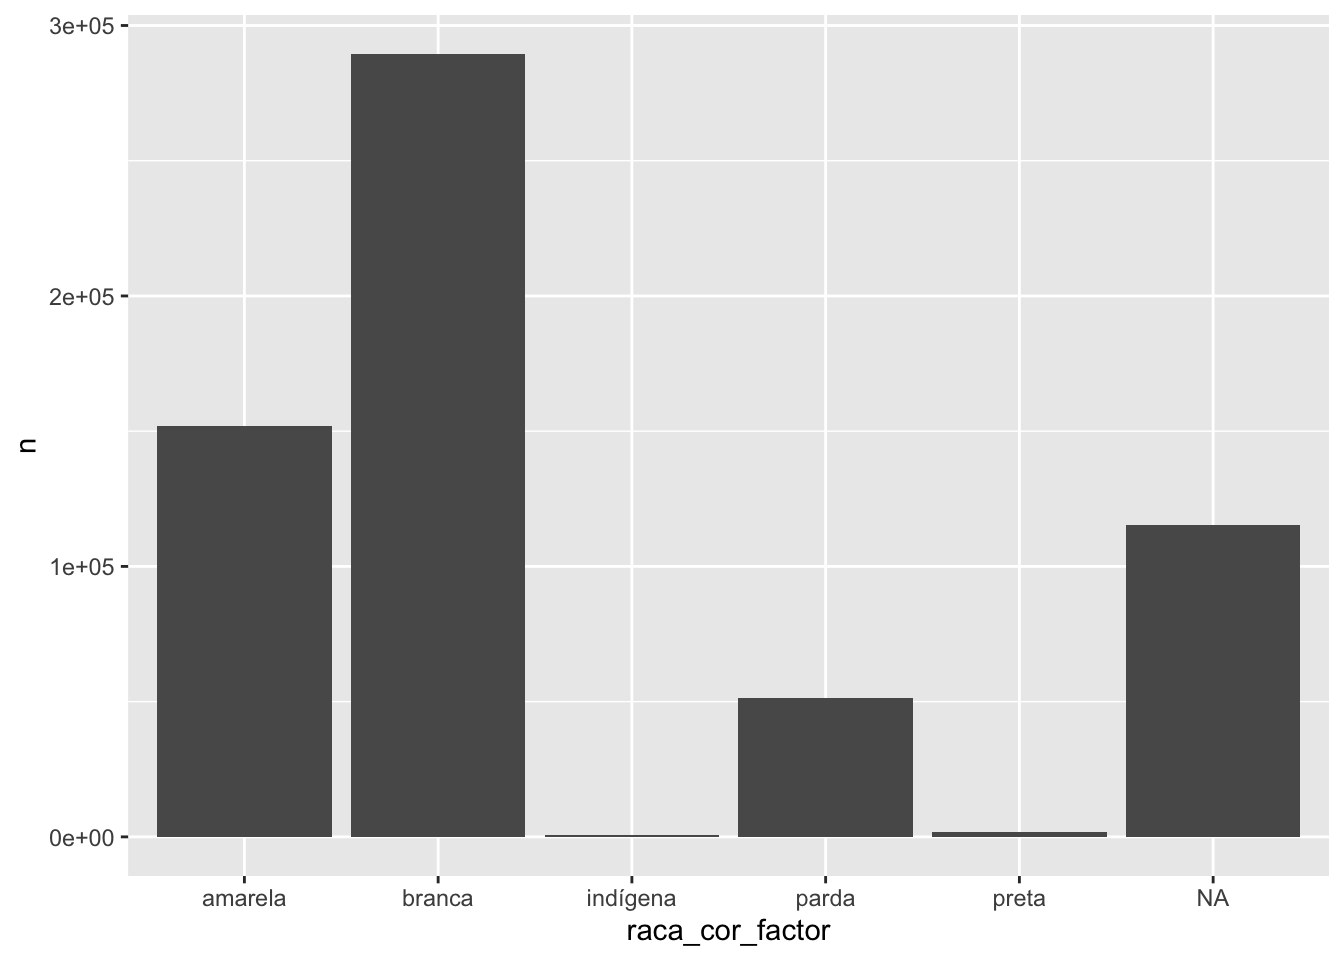 3e+05
2e+05
1e+05
0e+00
n
amarela branca indígena parda preta NA
raca_cor_factor